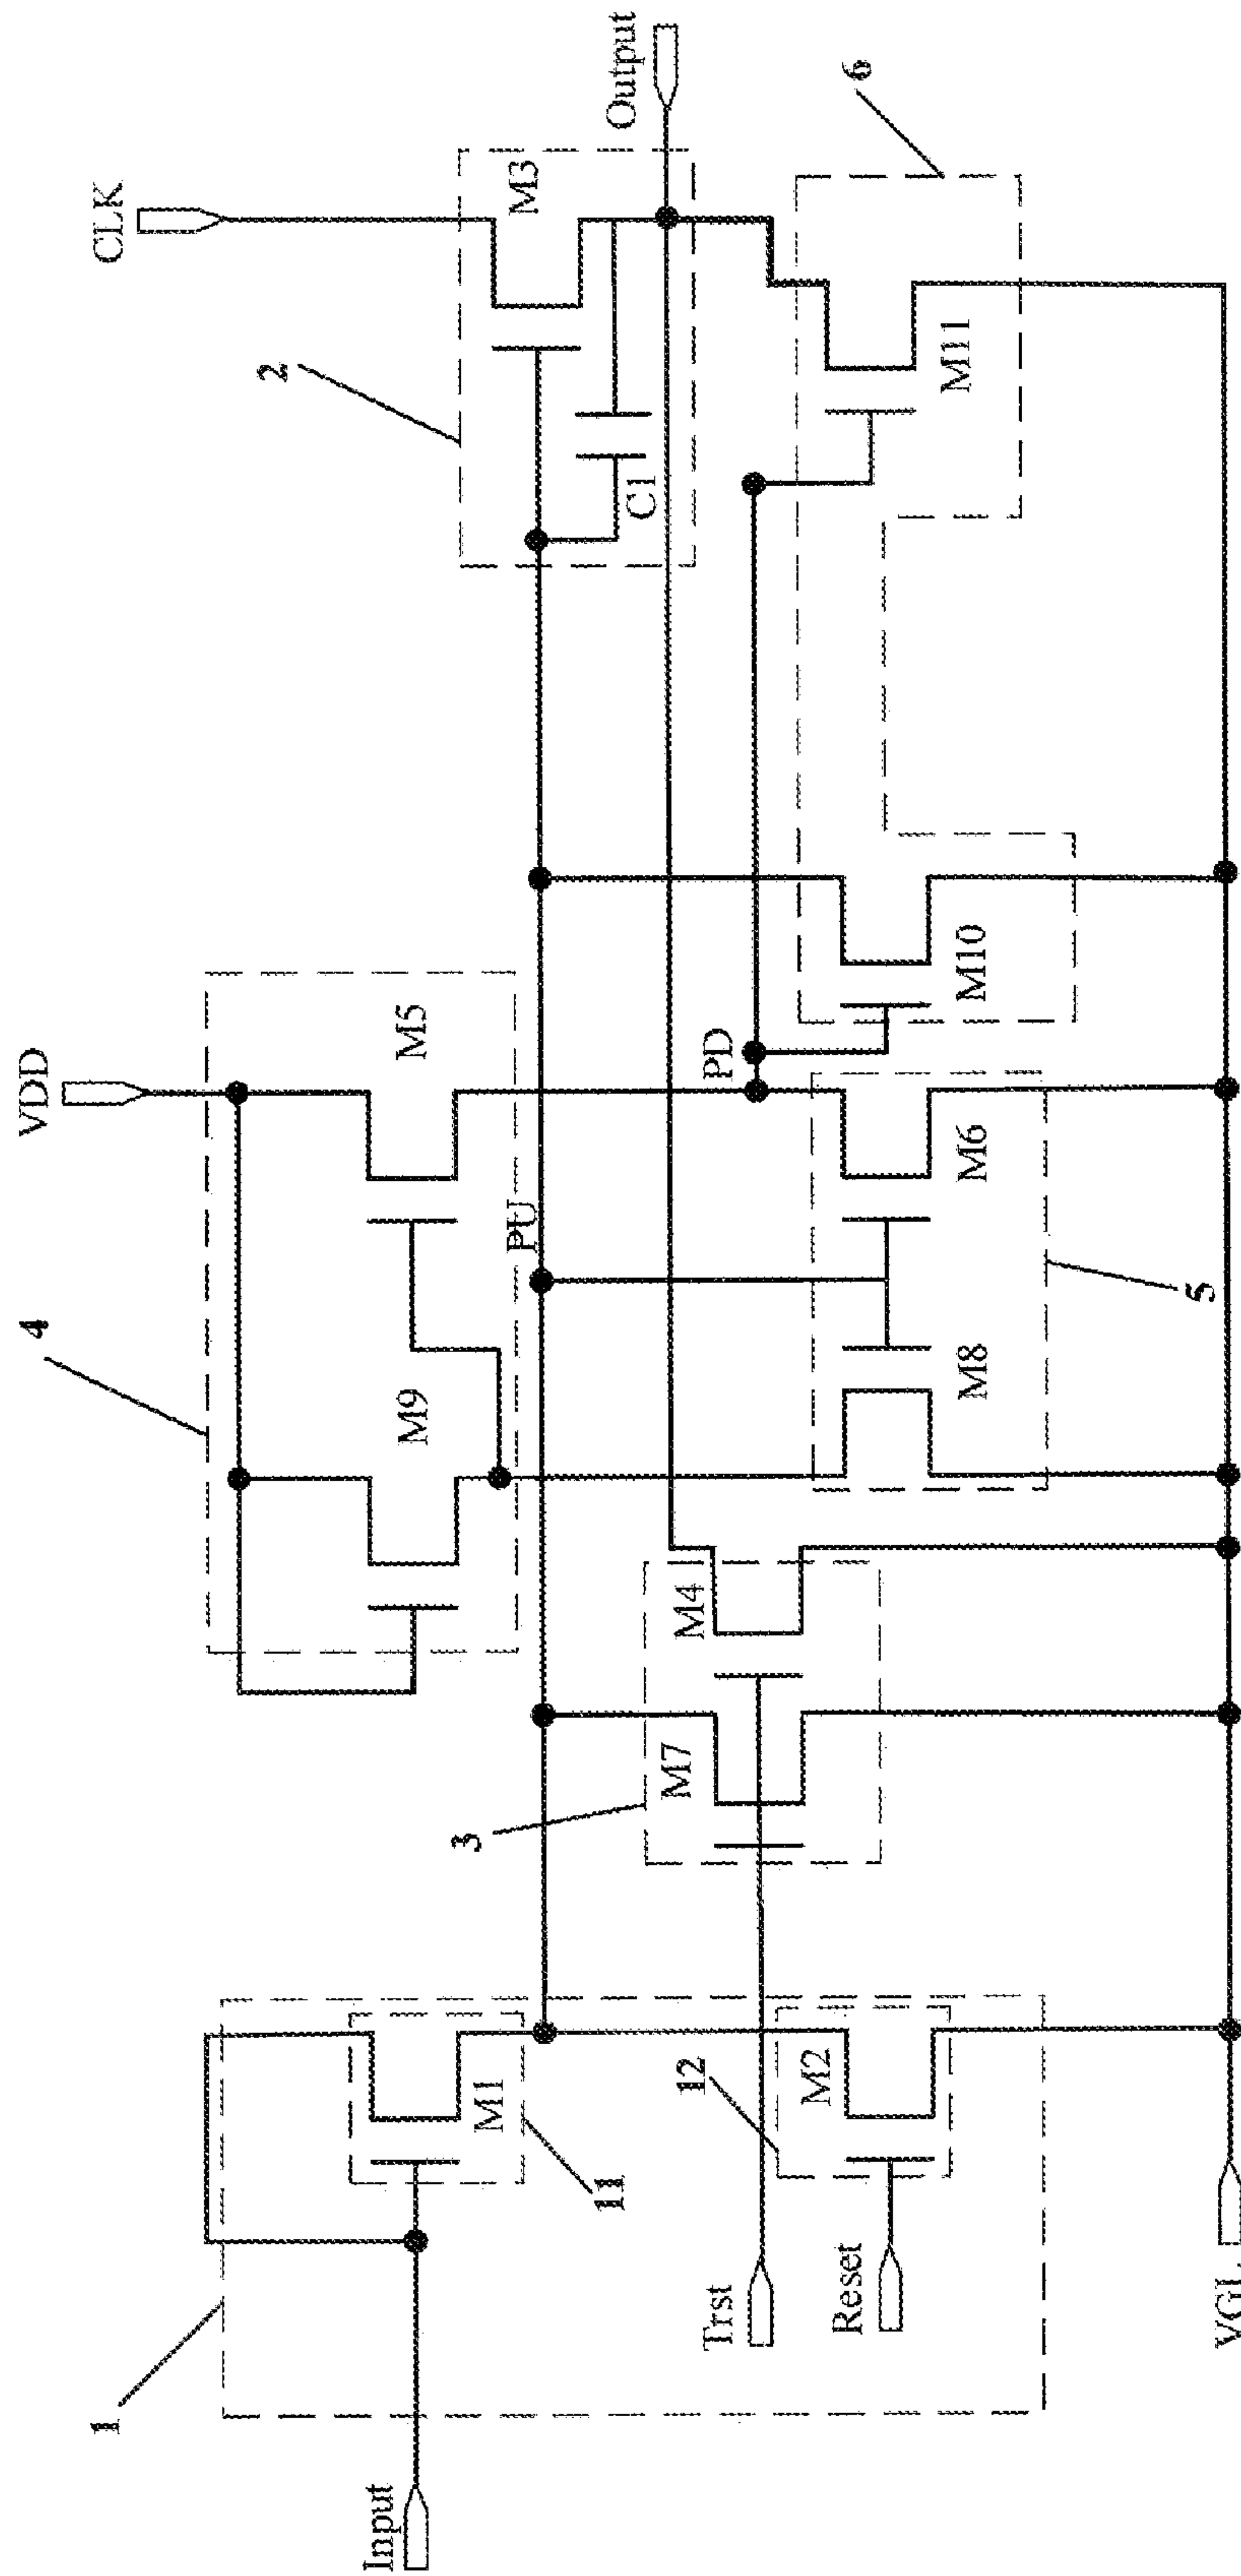 CLK
VDD
4
2
M3
Output
M9
M5
C1
1
M1
11
PU
3
M7
M4
PD
6
M11
Input
Trst
12
M2
Reset
M8
M6
M10
5
VGL